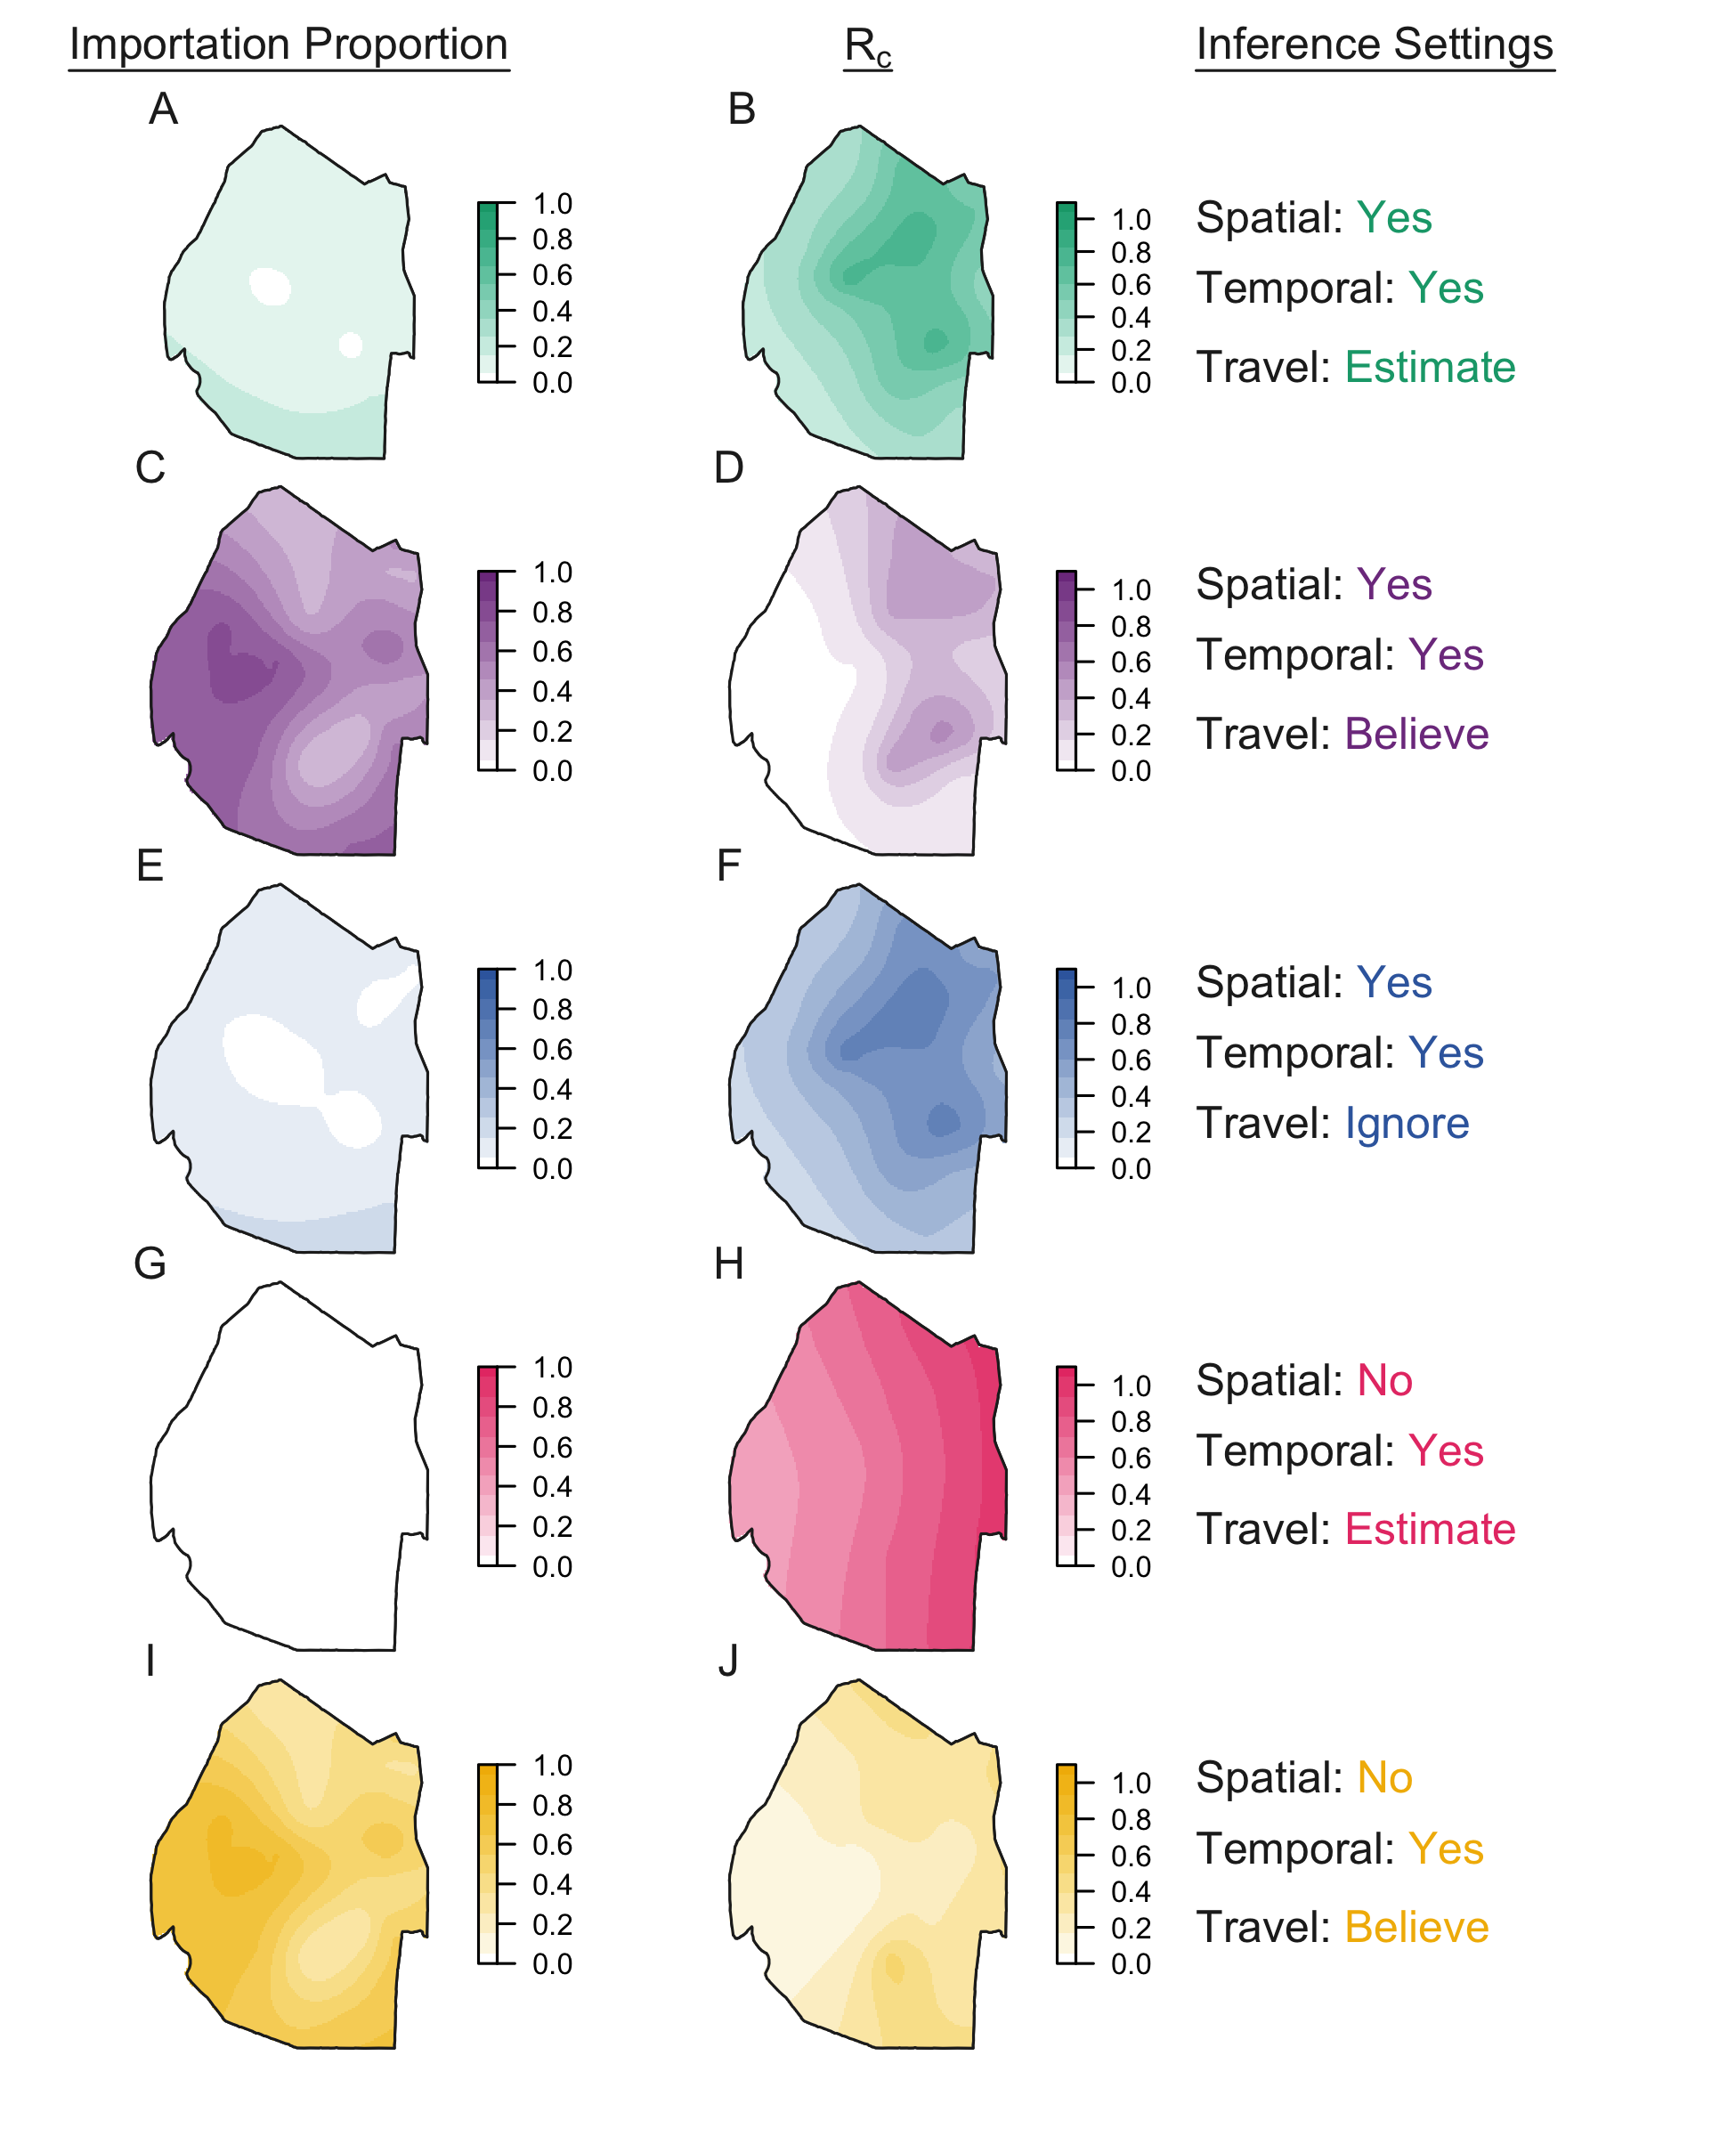 Importation Proportion
Rc
Inference Settings
A
B
1.0
0.8
0.6
0.4
0.2
0.0
1.0
0.8
0.6
0.4
0.2
0.0
Spatial: Yes
Temporal: Yes
Travel: Estimate
C
D
1.0
0.8
0.6
0.4
0.2
0.0
1.0
0.8
0.6
0.4
0.2
0.0
Spatial: Yes
Temporal: Yes
Travel: Believe
E
F
1.0
0.8
0.6
0.4
0.2
0.0
1.0
0.8
0.6
0.4
0.2
0.0
Spatial: Yes
Temporal: Yes
Travel: Ignore
G
H
1.0
0.8
0.6
0.4
0.2
0.0
1.0
0.8
0.6
0.4
0.2
0.0
Spatial: No
Temporal: Yes
Travel: Estimate
I
J
1.0
0.8
0.6
0.4
0.2
0.0
1.0
0.8
0.6
0.4
0.2
0.0
Spatial: No
Temporal: Yes
Travel: Believe